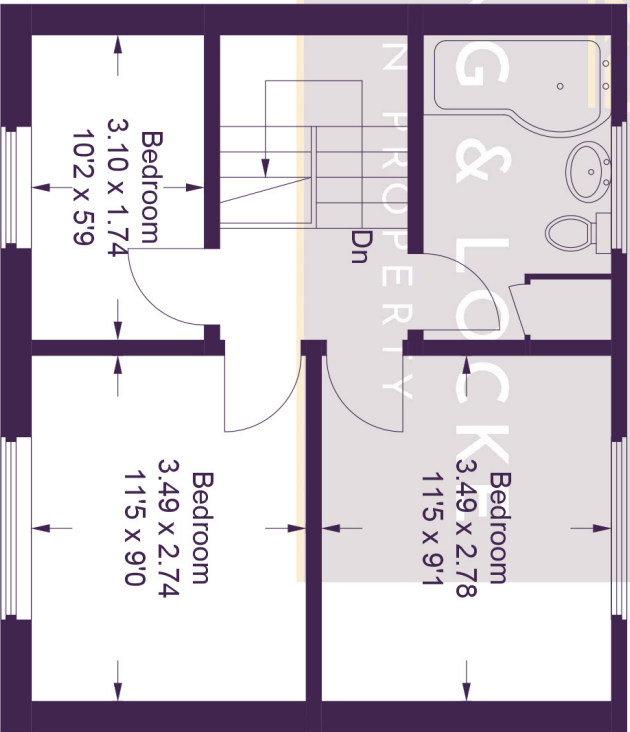 Bedroom
3.10 x 1.74
10'2 x 5'9
Dn
Bedroom
3.49 x 2.78
11'5 x 9'1
Bedroom
3.49 x 2.74
11'5 x 9'0
G & LOCKE
N PROPERTY